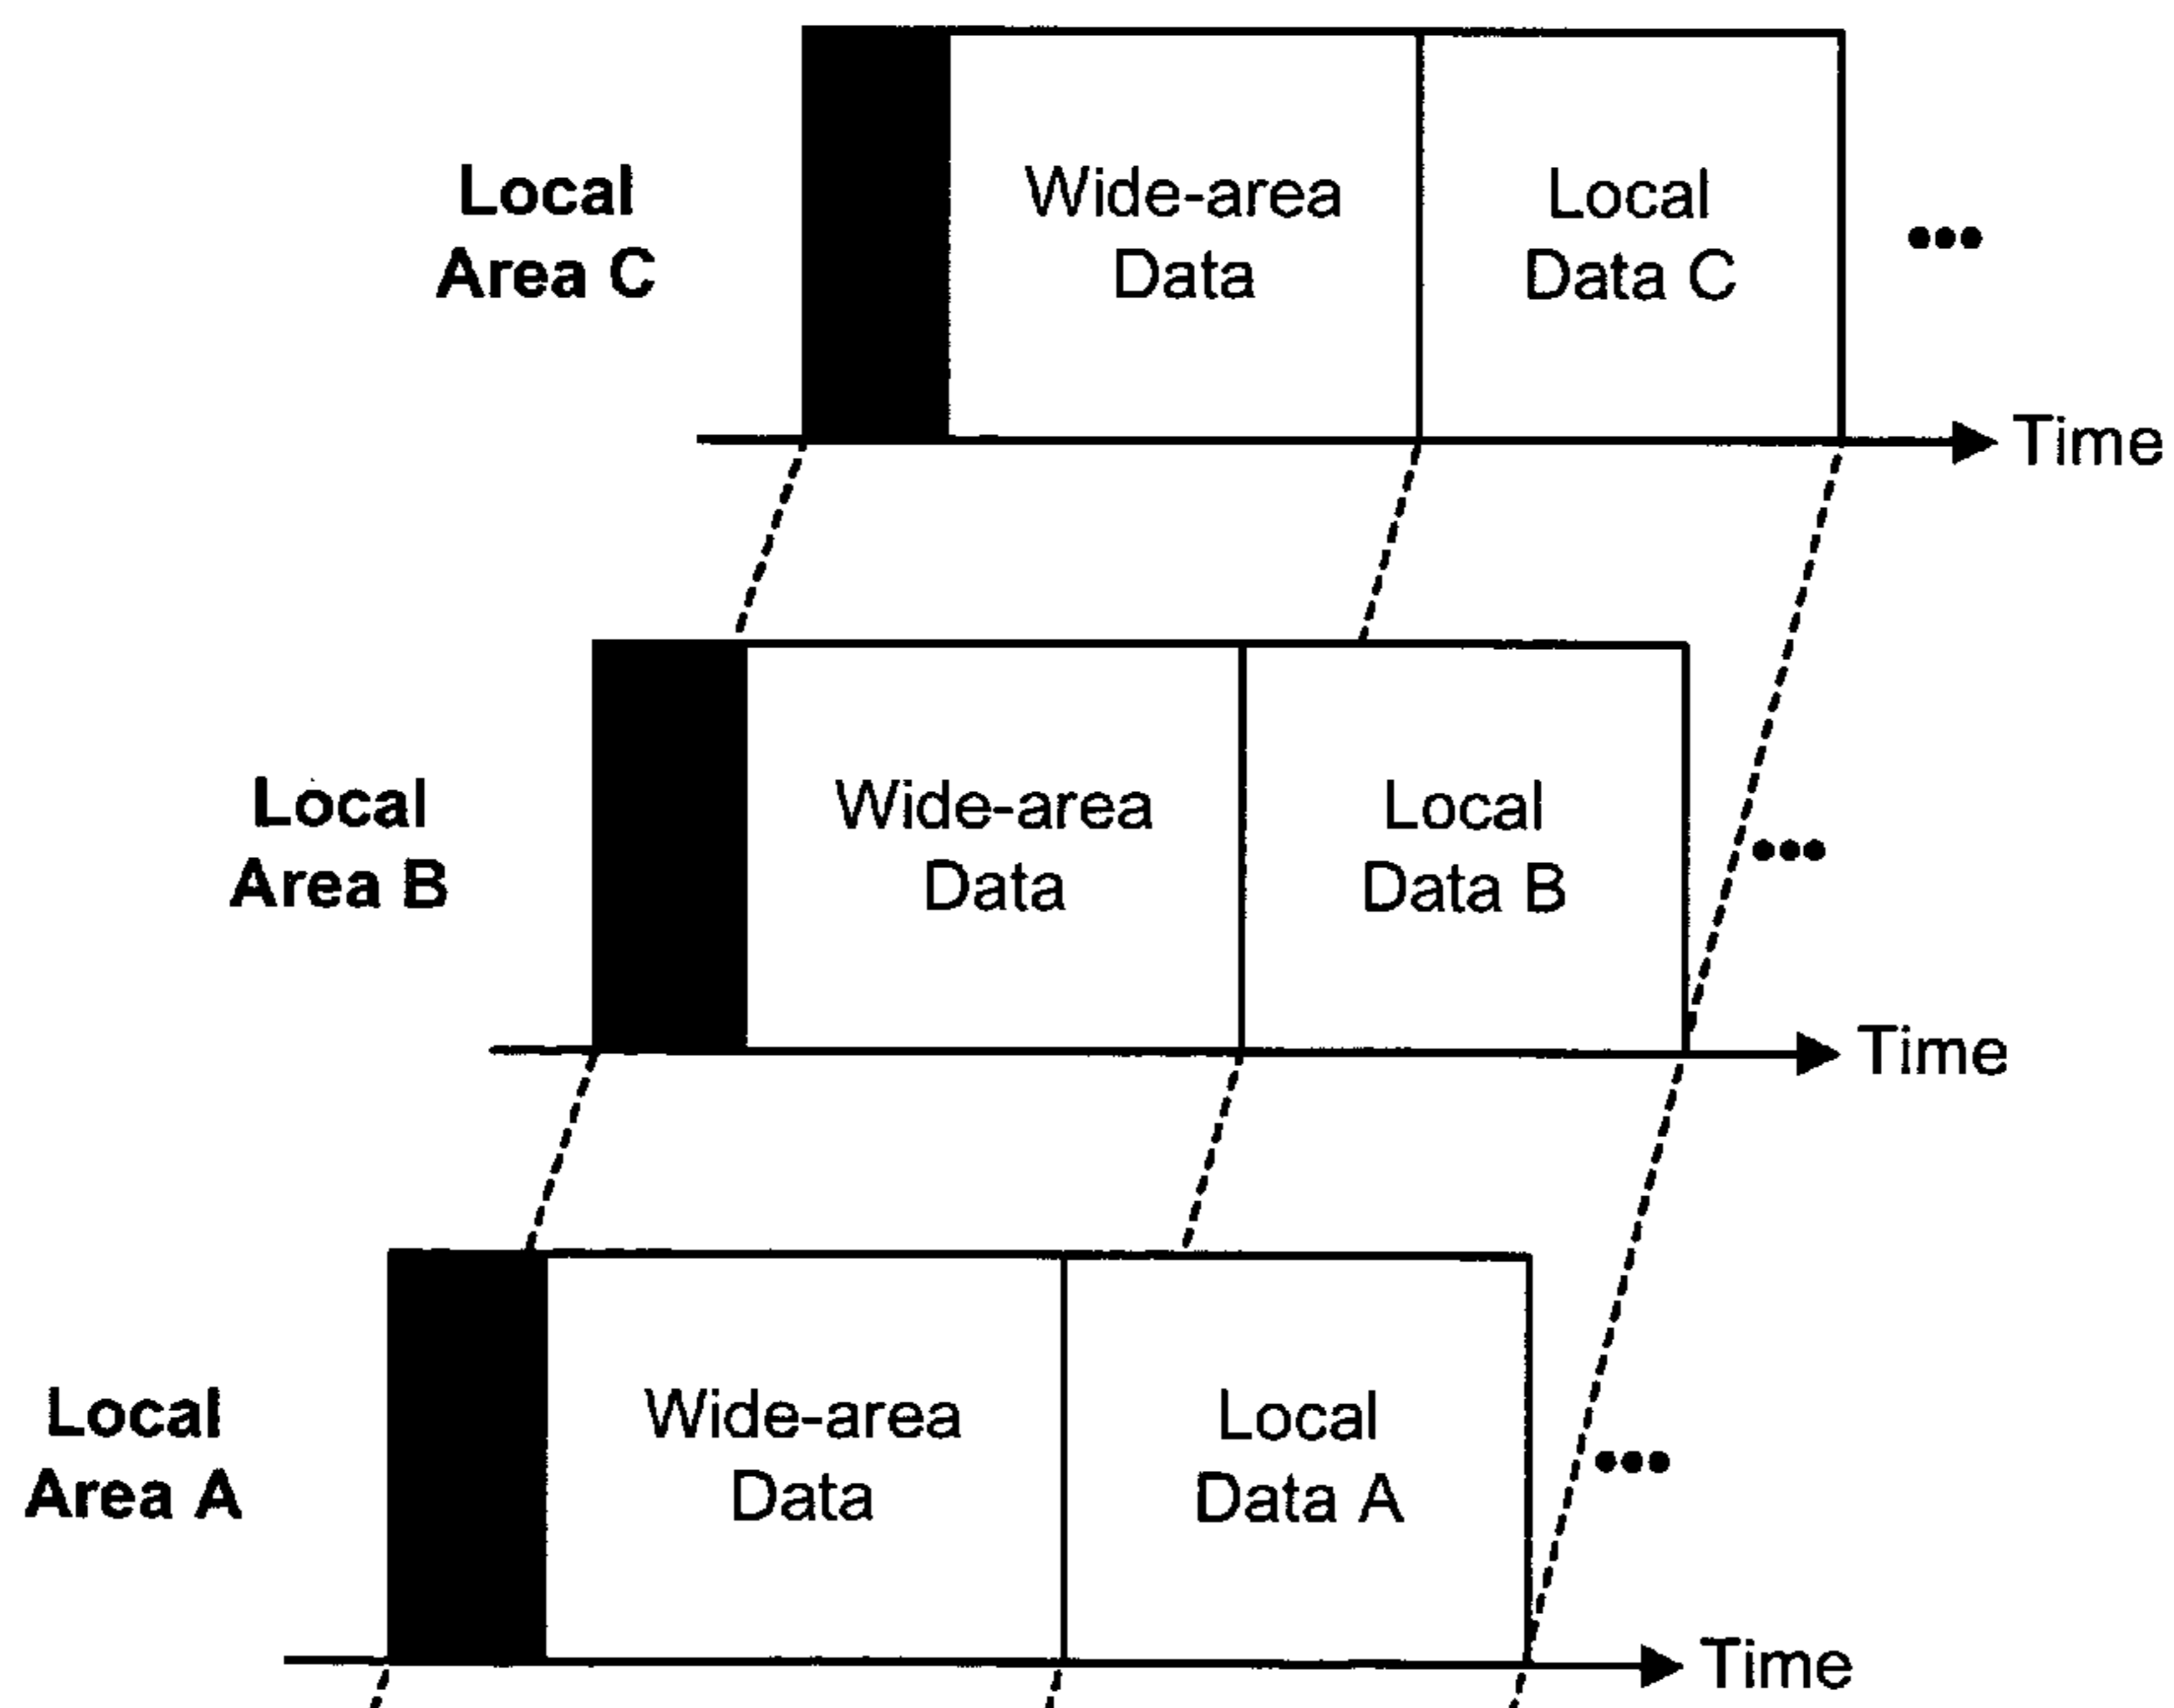 Local
Area C
Wide-area
Data
Local
Data C
•••
Time
Local
Area B
Wide-area
Data
Local
Data B
•••
Time
Local
Area A
Wide-area
Data
Local
Data A
•••
Time